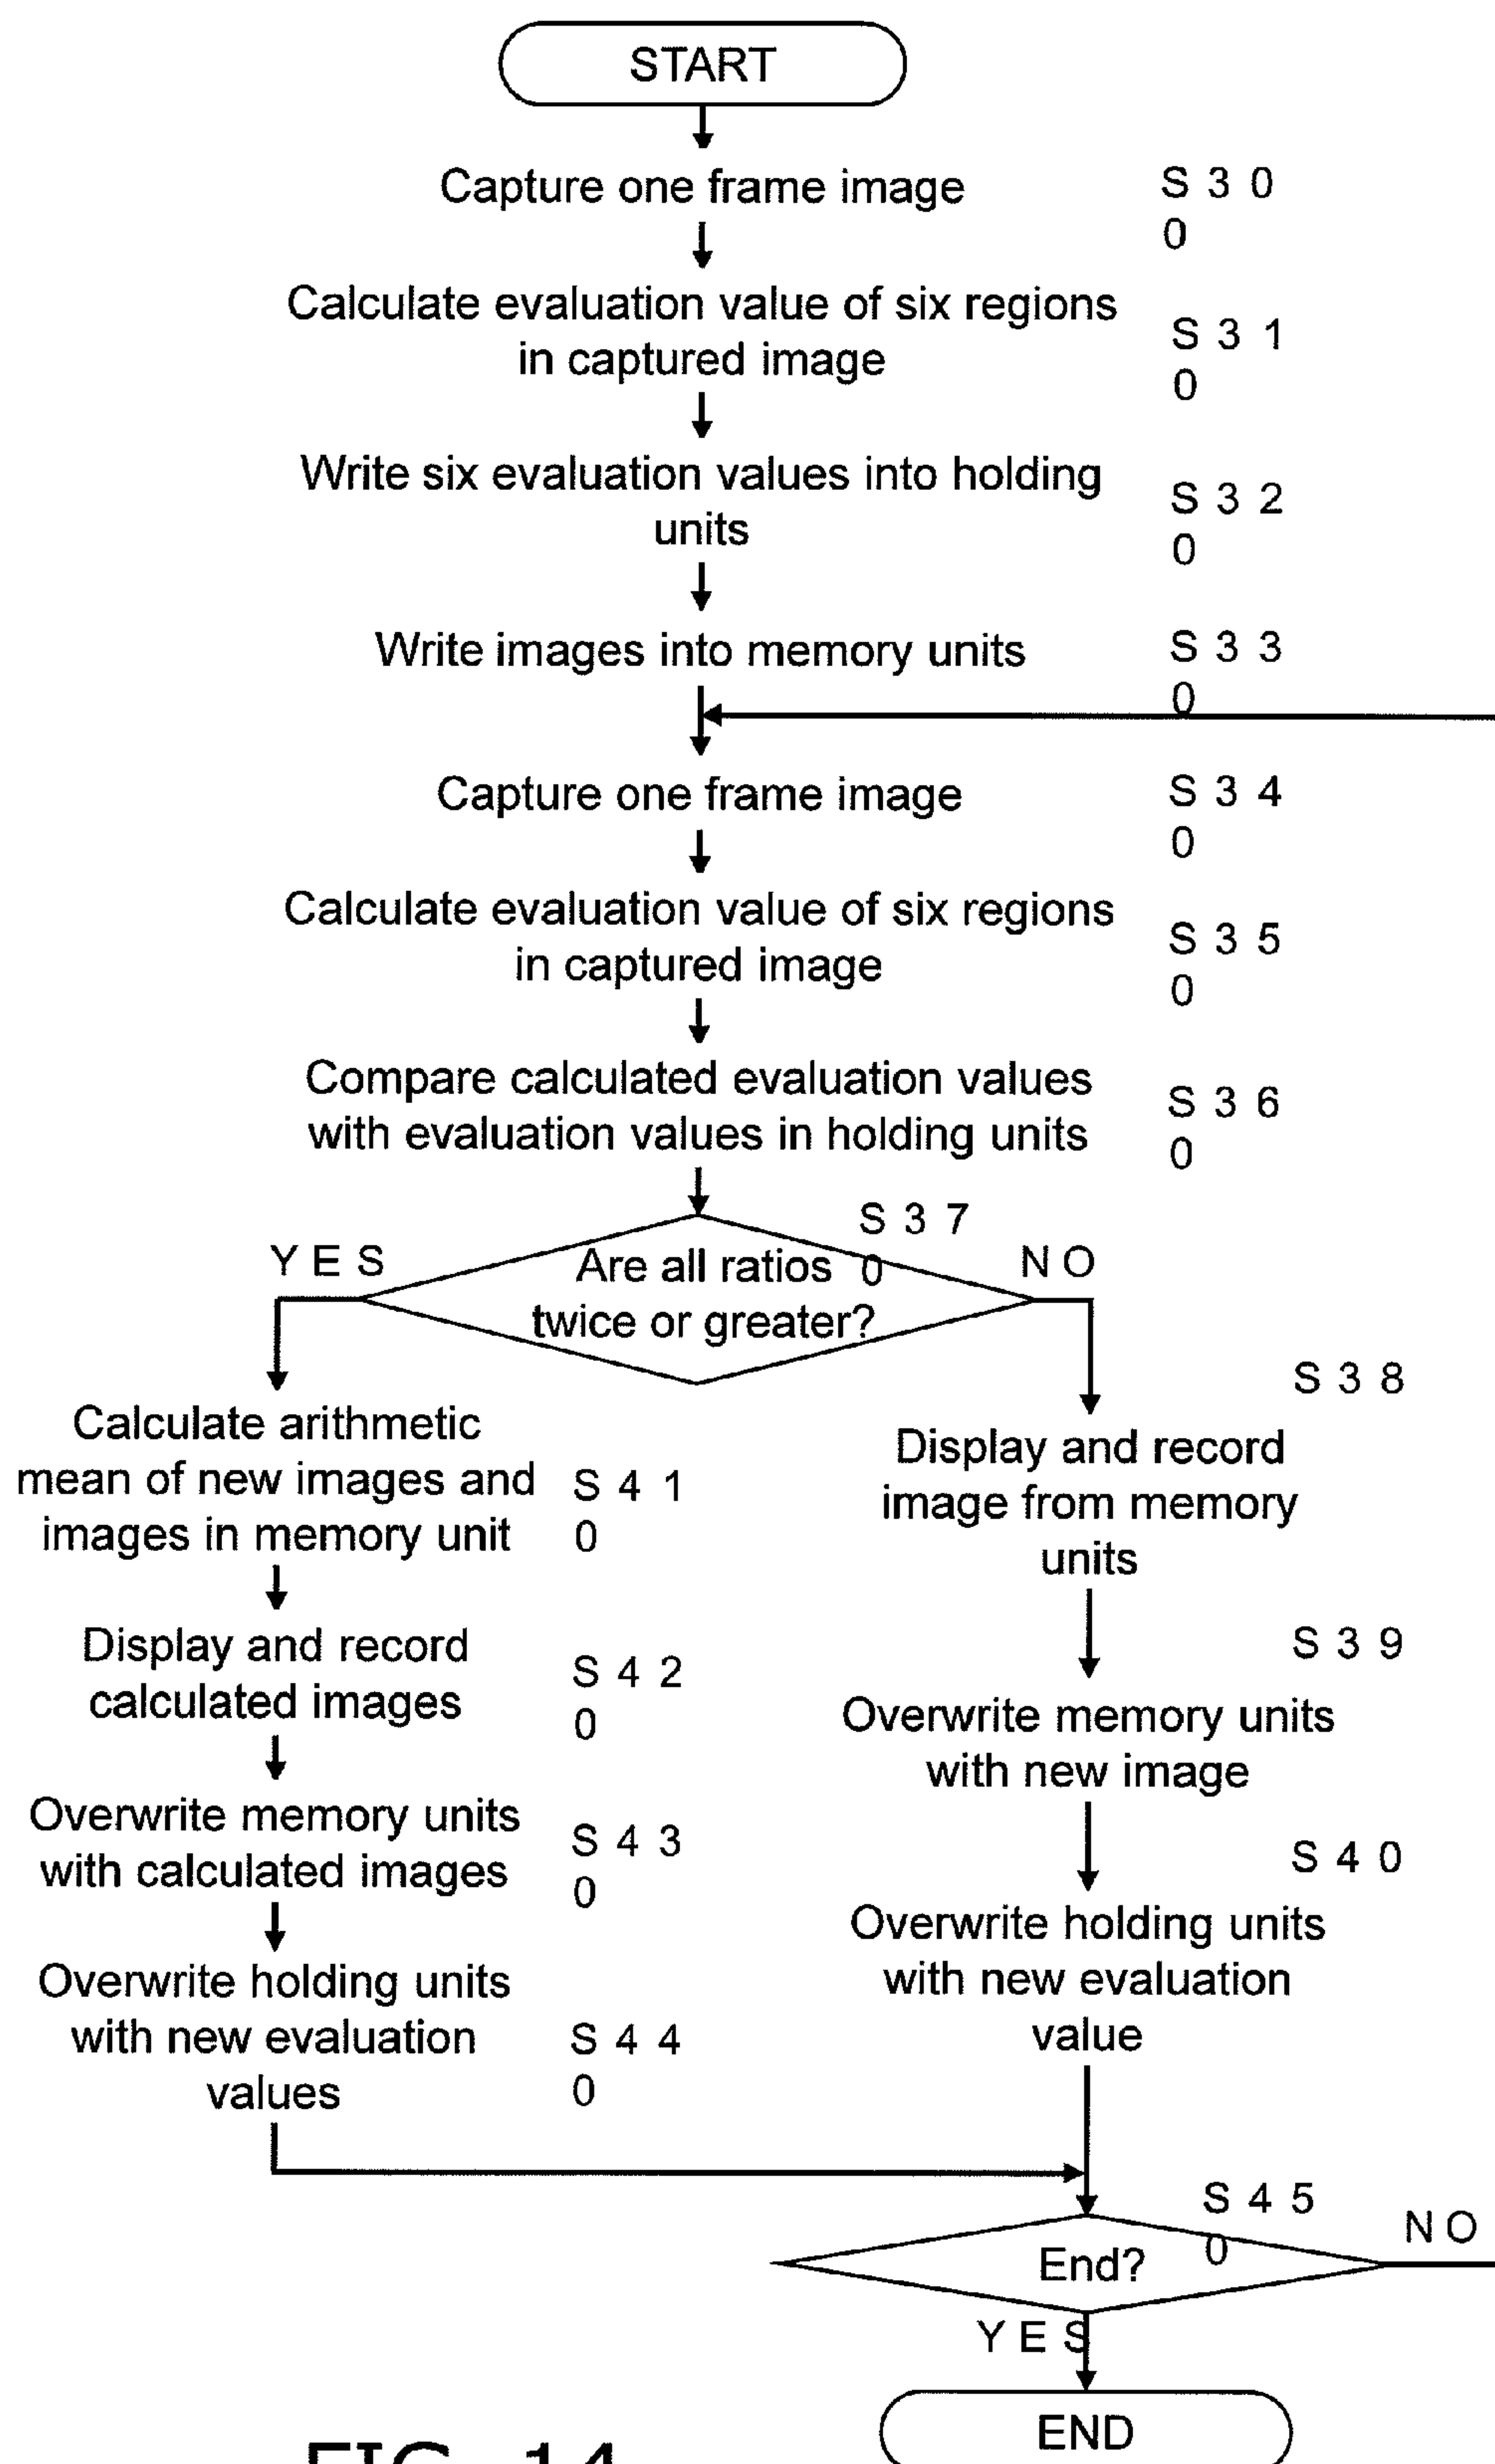 START
Capture one frame image
S 3 0
0
Calculate evaluation value of six regions
in captured image
S 3 1
0
Write six evaluation values into holding
units
S 3 2
0
Write images into memory units
S 3 3
0
Capture one frame image
S 3 4
0
Calculate evaluation value of six regions
in captured image
S 3 5
0
Compare calculated evaluation values
with evaluation values in holding units
S 3 6
0
S 3 7
0
Are all ratios
twice or greater?
YES
NO
Calculate arithmetic
mean of new images and
images in memory unit
S 4 1
0
Display and record
calculated images
S 4 2
0
Overwrite memory units
with calculated images
S 4 3
0
Overwrite holding units
with new evaluation
values
S 4 4
0
S 3 8
Display and record
image from memory
units
S 3 9
Overwrite memory units
with new image
S 4 0
Overwrite holding units
with new evaluation
value
S 4 5
0
End?
NO
YES
END
FIG. 14